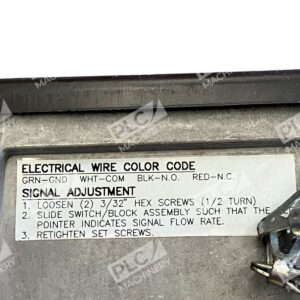 ELECTRICAL WIRE COLOR CODE
GRN-GND WHT-COM BLK-N.O. RED-N.C.
SIGNAL ADJUSTMENT
1. LOOSEN (2) 3/32" HEX SCREWS (1/2 TURN)
2. SLIDE SWITCH/BLOCK ASSEMBLY SUCH THAT THE
POINTER INDICATES SIGNAL FLOW RATE.
3. RETIGHTEN SET SCREWS.
PLC
MACHINERY